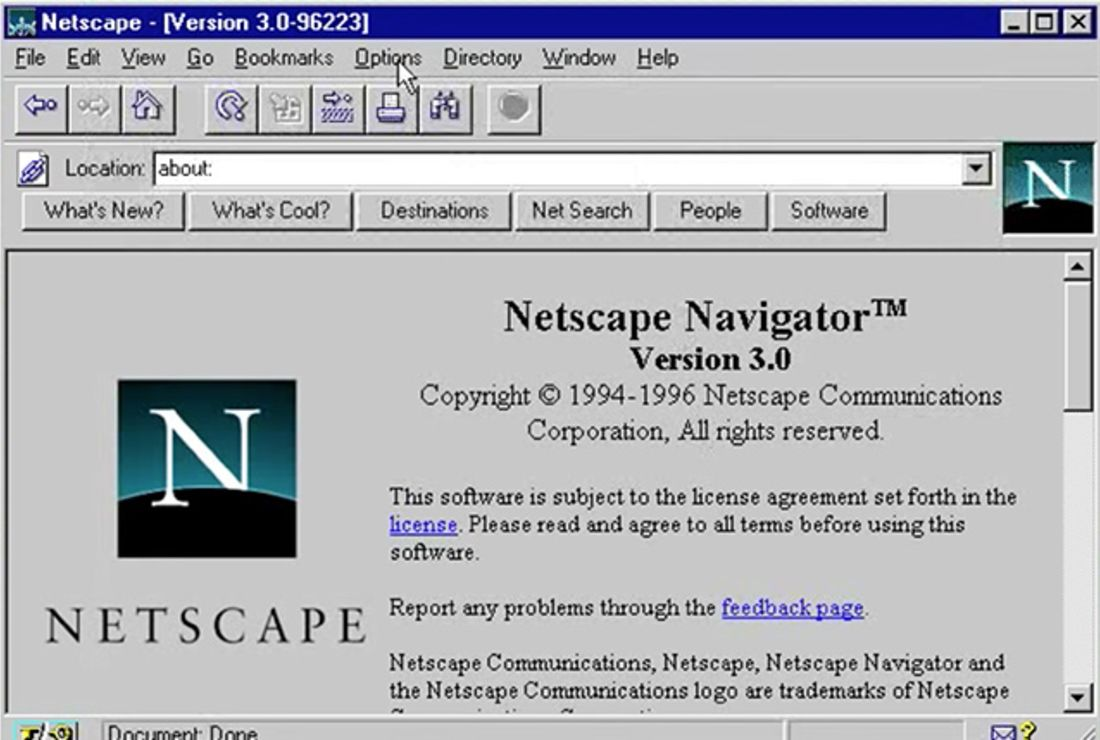 Netscape - [Version 3.0-96223]
File Edit View Go Bookmarks Options Directory Window Help
Location: about:
N
What's New? What's Cool? Destinations Net Search People Software
Netscape Navigator™
Version 3.0
Copyright © 1994-1996 Netscape Communications
Corporation, All rights reserved.
N
NETSCAPE
This software is subject to the license agreement set forth in the
license. Please read and agree to all terms before using this
software.
Report any problems through the feedback page.
Netscape Communications, Netscape, Netscape Navigator and
the Netscape Communications logo are trademarks of Netscape
Document: Done